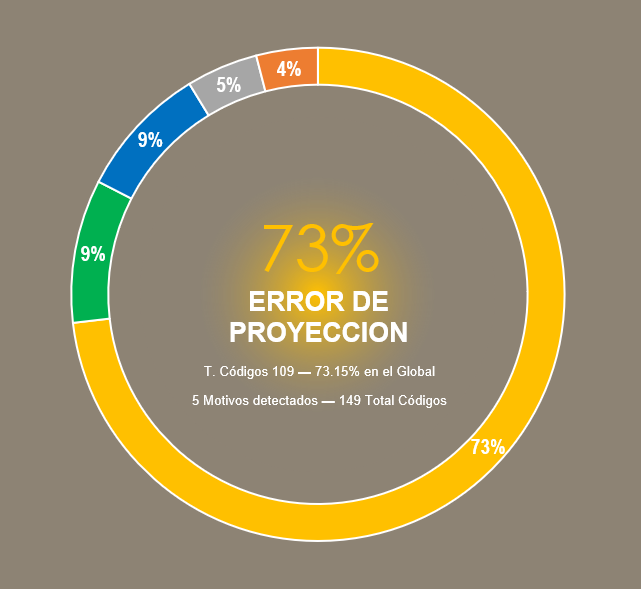 4%
5%
9%
9%
73%
ERROR DE
PROYECCION
T. Códigos 109 — 73.15% en el Global
5 Motivos detectados — 149 Total Códigos
73%